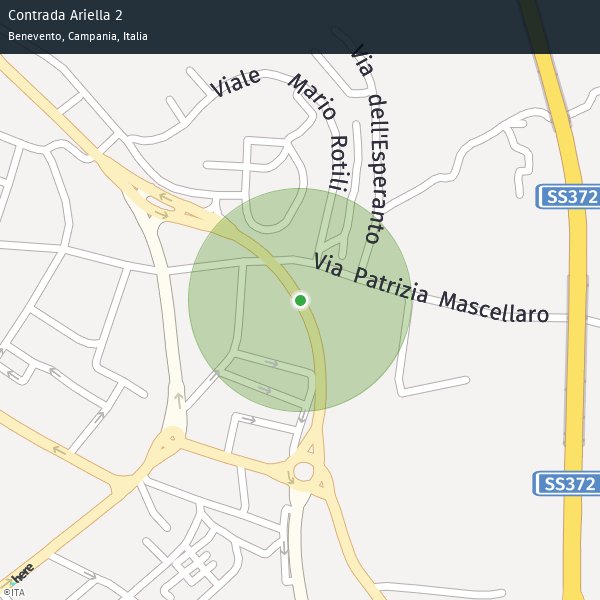 Contrada Ariella 2
Benevento, Campania, Italia
Viale Mario Rotili
Via dell'Esperanto
SS372
Via Patrizia Mascellaro
SS372
here
©ITA